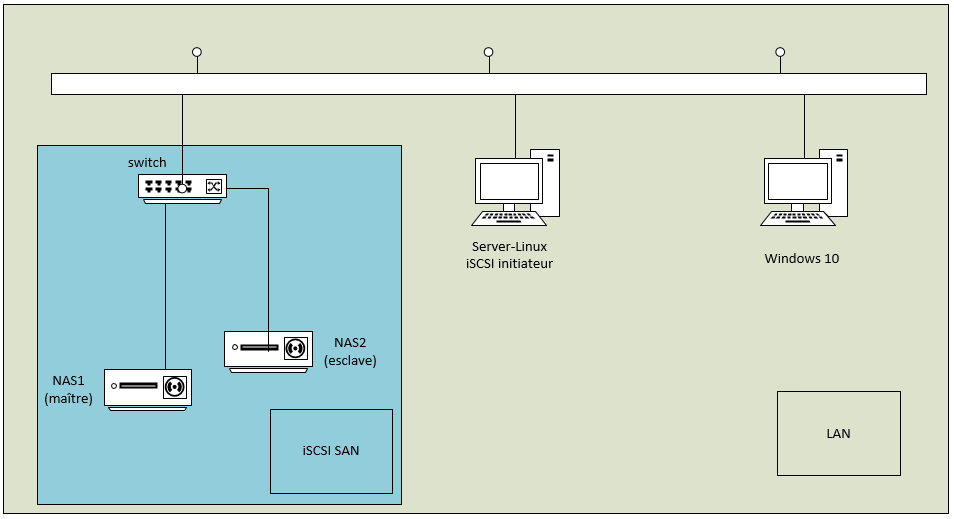 switch
Server-Linux
iSCSI initiateur
Windows 10
NAS2
(esclave)
NAS1
(maître)
iSCSI SAN
LAN